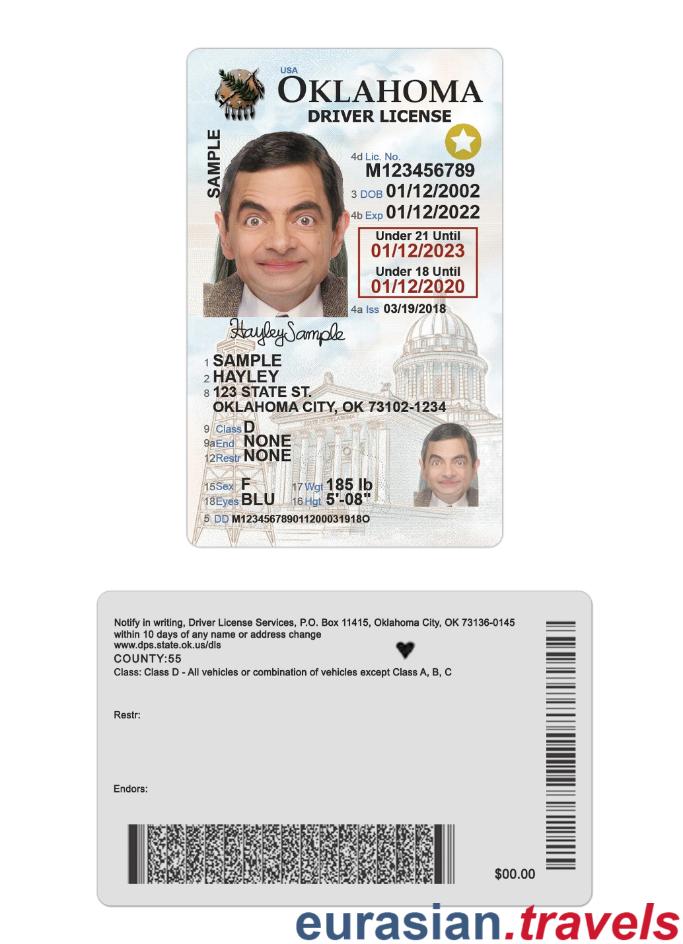 USA
OKLAHOMA
DRIVER LICENSE
SAMPLE
4d Lic. No.
M123456789
3 DOB 01/12/2002
4b Exp 01/12/2022
Under 21 Until
01/12/2023
Under 18 Until
01/12/2020
4a Iss 03/19/2018
Hayley Sample
1 SAMPLE
2 HAYLEY
8 123 STATE ST.
OKLAHOMA CITY, OK 73102-1234
9 Class D
9a End NONE
12 Restr NONE
15 Sex F 17 Wgt 185 lb
18 Eyes BLU 16 Hgt 5'-08"
5 DD M123456789011200031918O
Notify in writing, Driver License Services, P.O. Box 11415, Oklahoma City, OK 73136-0145
within 10 days of any name or address change
www.dps.state.ok.us/dls
COUNTY:55
Class: Class D - All vehicles or combination of vehicles except Class A, B, C
Restr:
Endors:
$00.00
eurasian.travels